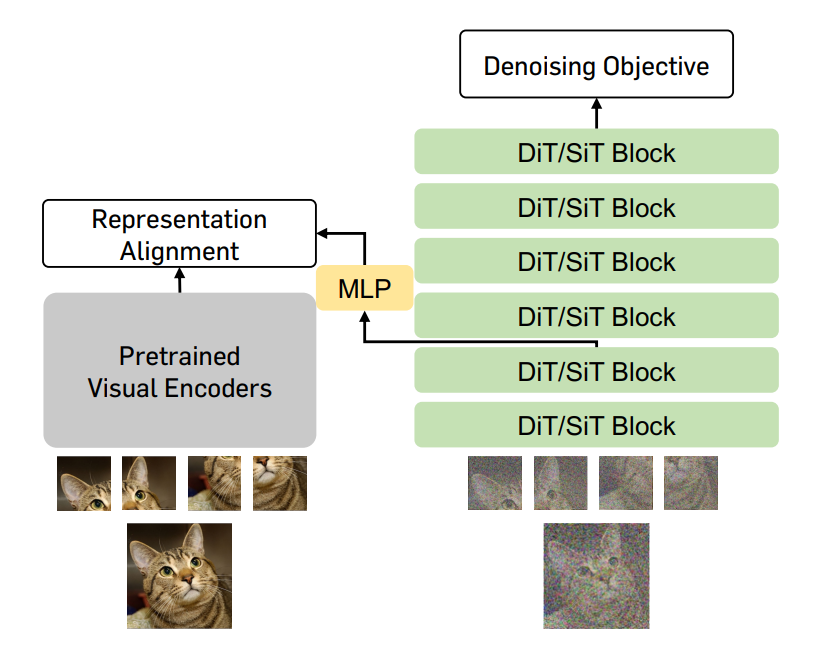 Denoising Objective
DiT/SiT Block
DiT/SiT Block
DiT/SiT Block
DiT/SiT Block
DiT/SiT Block
DiT/SiT Block
Representation
Alignment
MLP
Pretrained
Visual Encoders